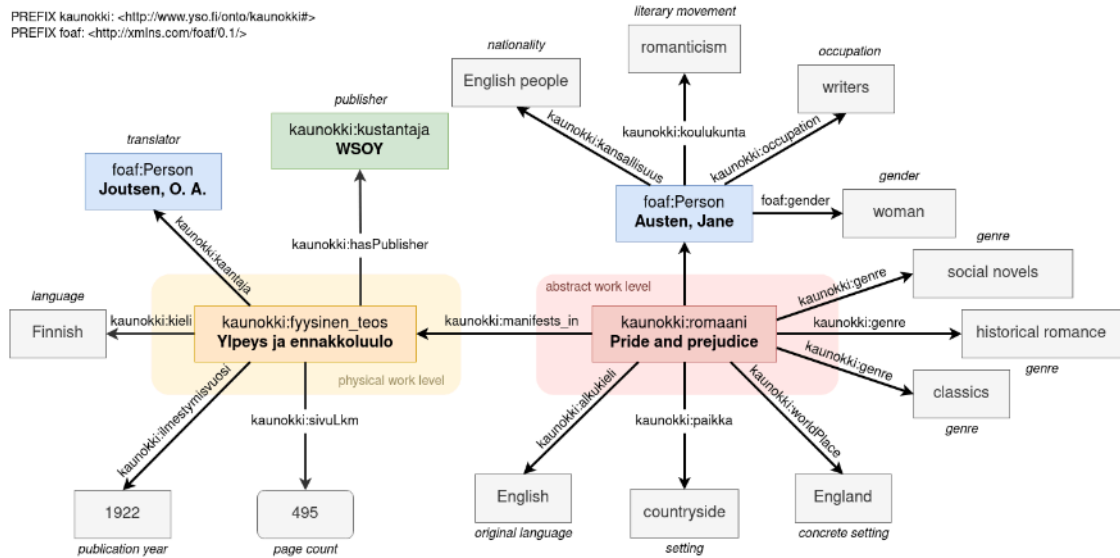 PREFIX kaunokki: <http://www.yso.fi/onto/kaunokki#>
PREFIX foaf: <http://xmlns.com/foaf/0.1/>
literary movement
romanticism
nationality
English people
occupation
writers
publisher
kaunokki:kustantaja
WSOY
kaunokki:kansallisuus
kaunokki:koulukunta
kaunokki:occupation
translator
foaf:Person
Joutsen, O. A.
foaf:Person
Austen, Jane
foaf:gender
gender
woman
kaunokki:kaantaja
kaunokki:hasPublisher
genre
social novels
language
Finnish
kaunokki:kieli
kaunokki:fyysinen_teos
Ylpeys ja ennakkoluulo
physical work level
kaunokki:manifests_in
abstract work level
kaunokki:romaani
Pride and prejudice
kaunokki:genre
kaunokki:genre
historical romance
genre
kaunokki:genre
classics
genre
kaunokki:ilmestymisvuosi
kaunokki:sivuLkm
kaunokki:alkukieli
kaunokki:paikka
kaunokki:worldPlace
1922
publication year
495
page count
English
original language
countryside
setting
England
concrete setting